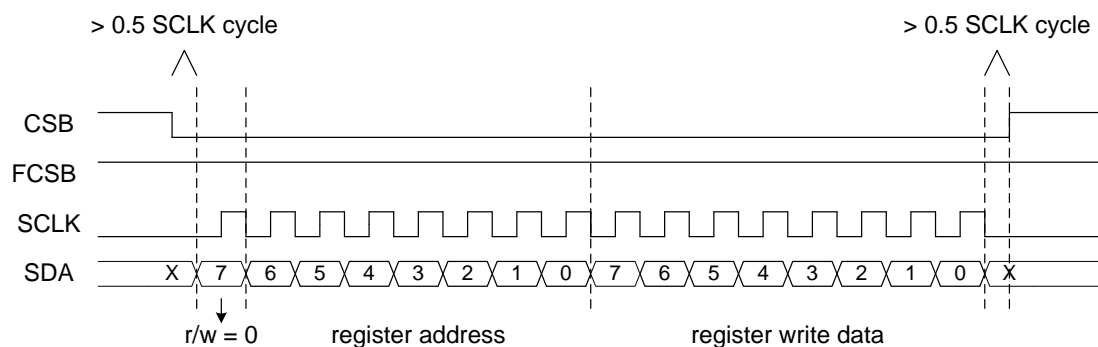 > 0.5 SCLK cycle > 0.5 SCLK cycle
CSB
FCSB
SCLK
SDA X 7 6 5 4 3 2 1 0 7 6 5 4 3 2 1 0 X
r/w = 0 register address register write data